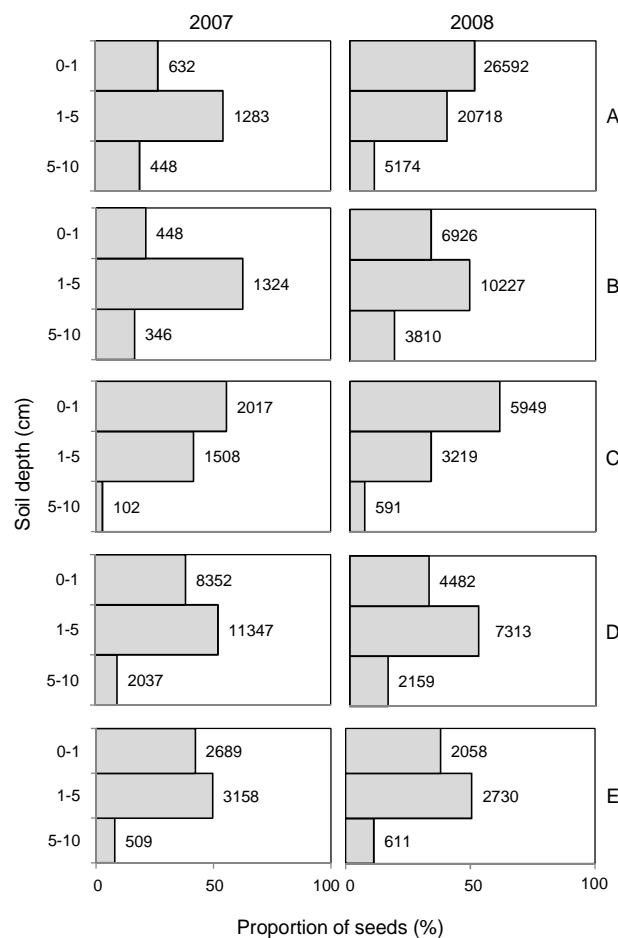 2007 2008
0-1 632 26592
1-5 1283 20718 A
5-10 448 5174
0-1 448 6926
1-5 1324 10227 B
5-10 346 3810
0-1 2017 5949
1-5 1508 3219 C
5-10 102 591
0-1 8352 4482
1-5 11347 7313 D
5-10 2037 2159
0-1 2689 2058
1-5 3158 2730 E
5-10 509 611
0 50 100 0 50 100
Soil depth (cm)
Proportion of seeds (%)